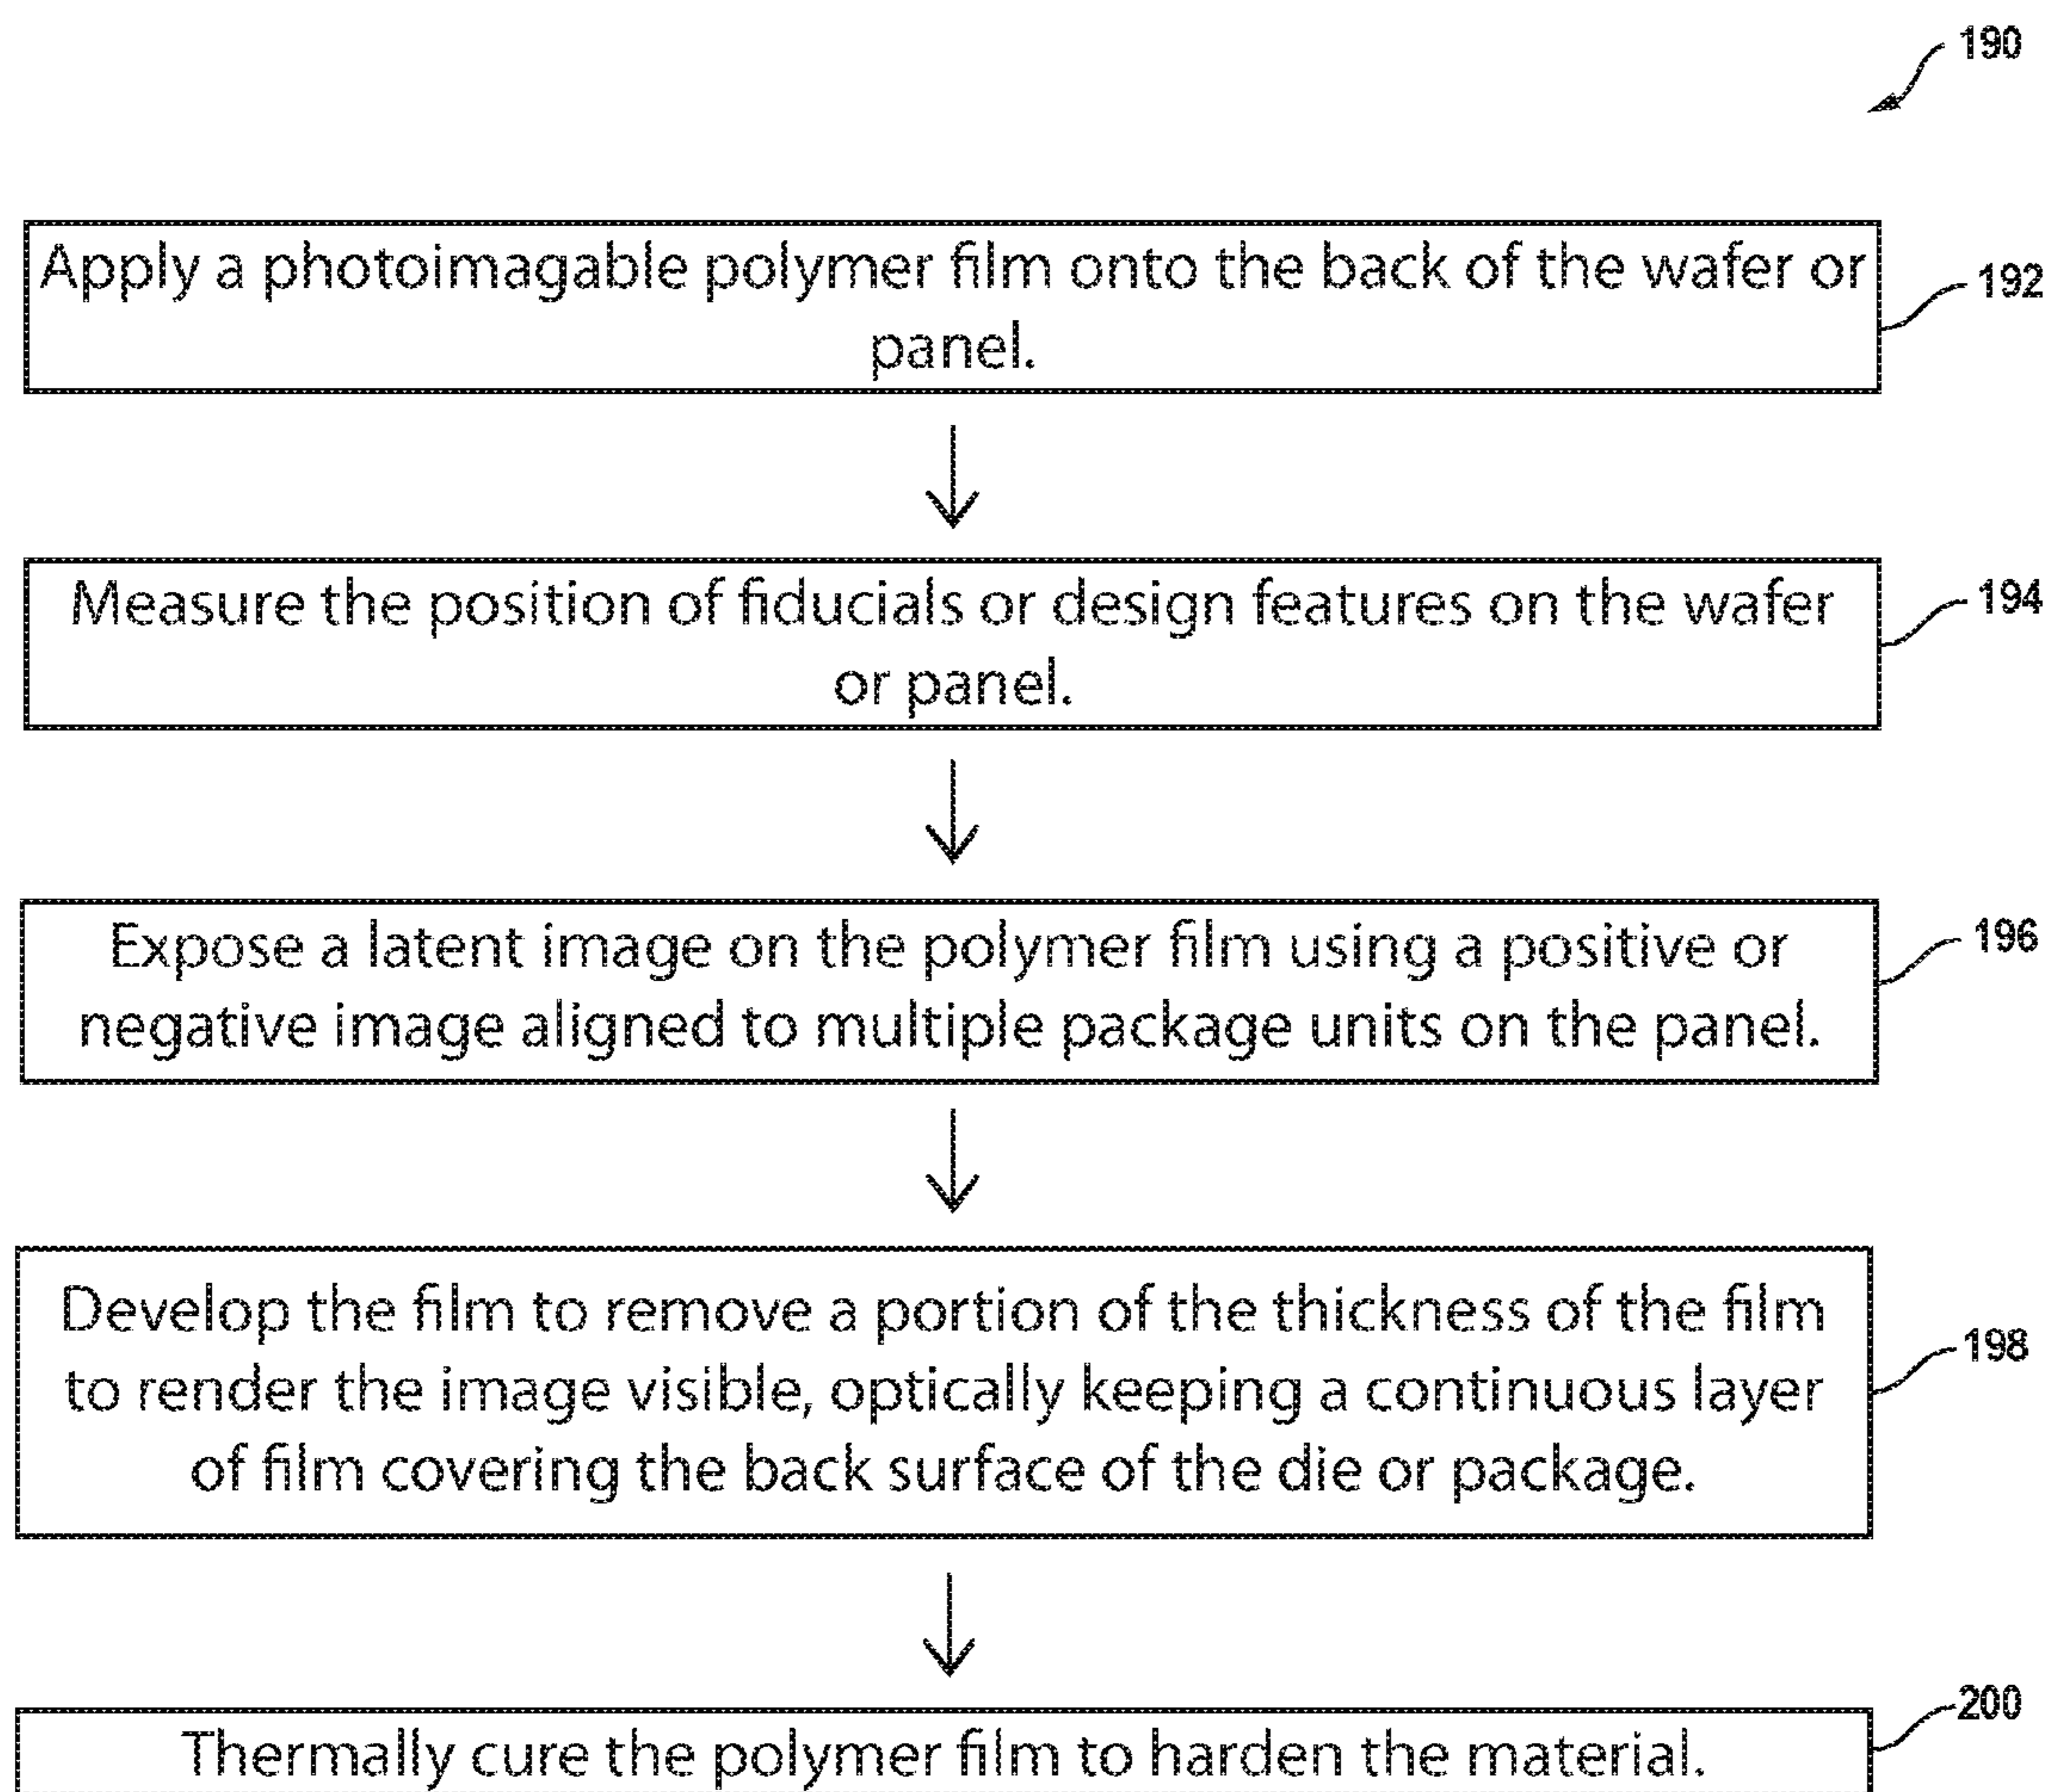 190
Apply a photoimagable polymer film onto the back of the wafer or
panel.
192
Measure the position of fiducials or design features on the wafer
or panel.
194
Expose a latent image on the polymer film using a positive or
negative image aligned to multiple package units on the panel.
196
Develop the film to remove a portion of the thickness of the film
to render the image visible, optically keeping a continuous layer
of film covering the back surface of the die or package.
198
Thermally cure the polymer film to harden the material.
200